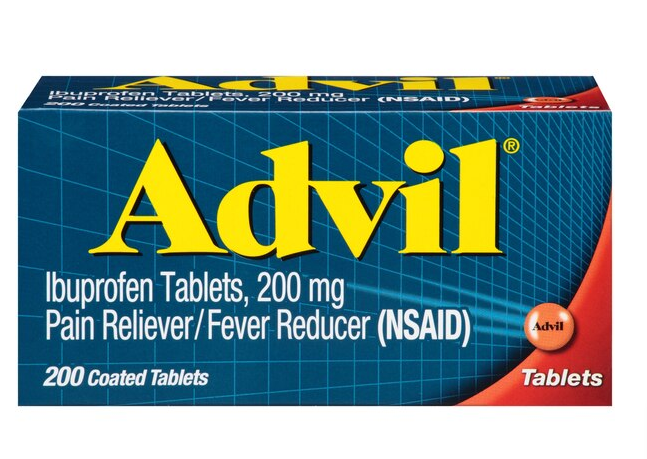 Advil®
Ibuprofen Tablets, 200 mg
Pain Reliever/Fever Reducer (NSAID)
200 Coated Tablets
Tablets
Advil®
Ibuprofen Tablets, 200 mg
Pain Reliever/Fever Reducer (NSAID)
Advil
200 Coated Tablets
Tablets